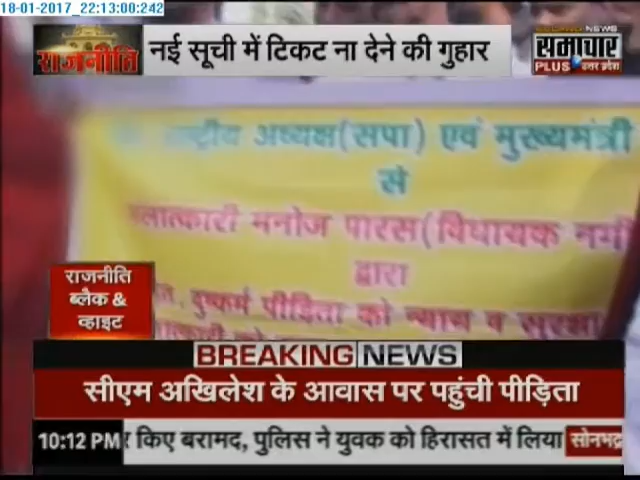 18-01-2017_22:13:00:242
राजनीति
नई सूची में टिकट ना देने की गुहार
समाचार
PLUS उत्तर प्रदेश
राष्ट्रीय अध्यक्ष(सपा) एवं मुख्यमंत्री
से
मनोज पारस(विधायक
द्वारा
दुष्कर्म पीड़िता को न्याय व सुरक्षा
राजनीति
ब्लैक &
व्हाइट
BREAKING NEWS
सीएम अखिलेश के आवास पर पहुंची पीड़िता
10:12 PM किए बरामद, पुलिस ने युवक को हिरासत में लिया सोनभद्र